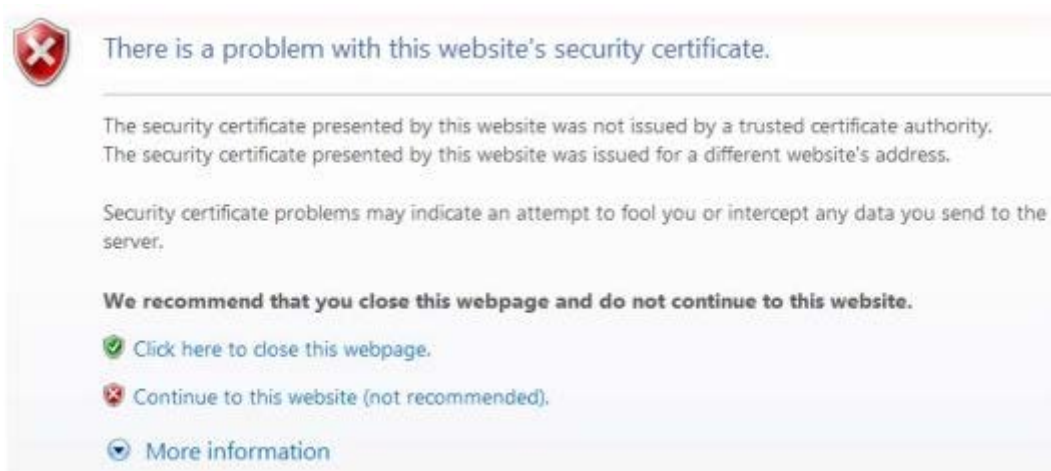 There is a problem with this website's security certificate.
The security certificate presented by this website was not issued by a trusted certificate authority.
The security certificate presented by this website was issued for a different website's address.
Security certificate problems may indicate an attempt to fool you or intercept any data you send to the
server.
We recommend that you close this webpage and do not continue to this website.
Click here to close this webpage.
Continue to this website (not recommended).
More information